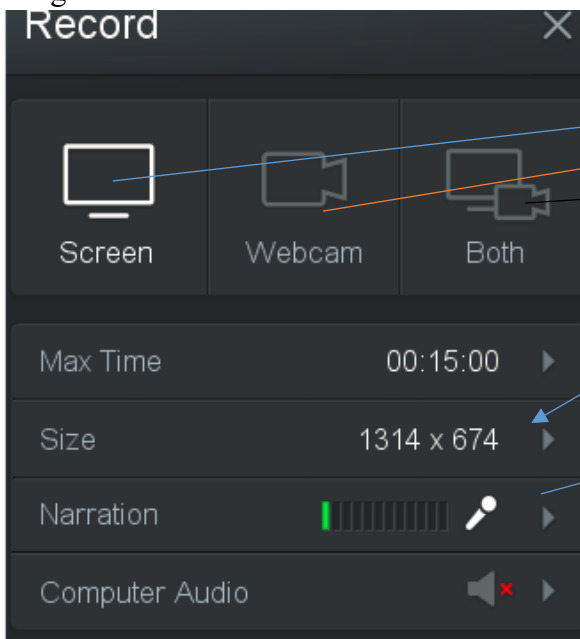 Record
Screen Webcam Both
Max Time 00:15:00
Size 1314 x 674
Narration
Computer Audio